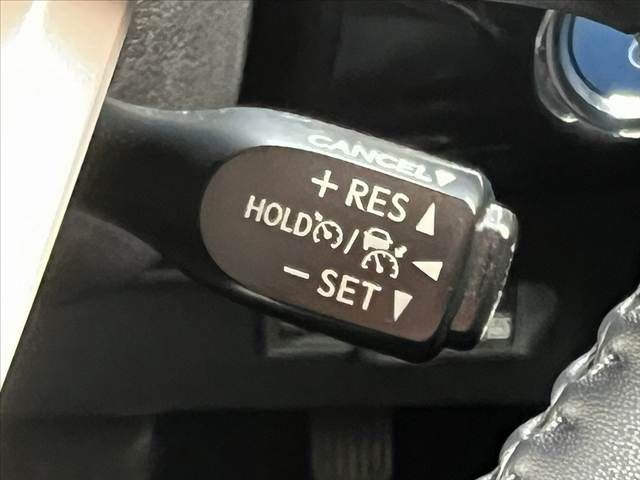 CANCEL
+ RES
HOLD /
− SET